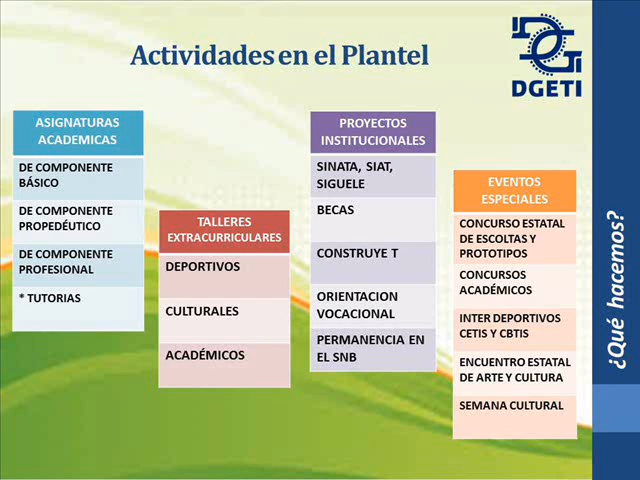 Actividades en el Plantel
DGETI
ASIGNATURAS
ACADEMICAS
DE COMPONENTE
BÁSICO
DE COMPONENTE
PROPEDÉUTICO
DE COMPONENTE
PROFESIONAL
* TUTORIAS
TALLERES
EXTRACURRICULARES
DEPORTIVOS
CULTURALES
ACADÉMICOS
PROYECTOS
INSTITUCIONALES
SINATA, SIAT,
SIGUELE
BECAS
CONSTRUYE T
ORIENTACION
VOCACIONAL
PERMANENCIA EN
EL SNB
EVENTOS
ESPECIALES
CONCURSO ESTATAL
DE ESCOLTAS Y
PROTOTIPOS
CONCURSOS
ACADÉMICOS
INTER DEPORTIVOS
CETIS Y CBTIS
ENCUENTRO ESTATAL
DE ARTE Y CULTURA
SEMANA CULTURAL
¿Qué hacemos?